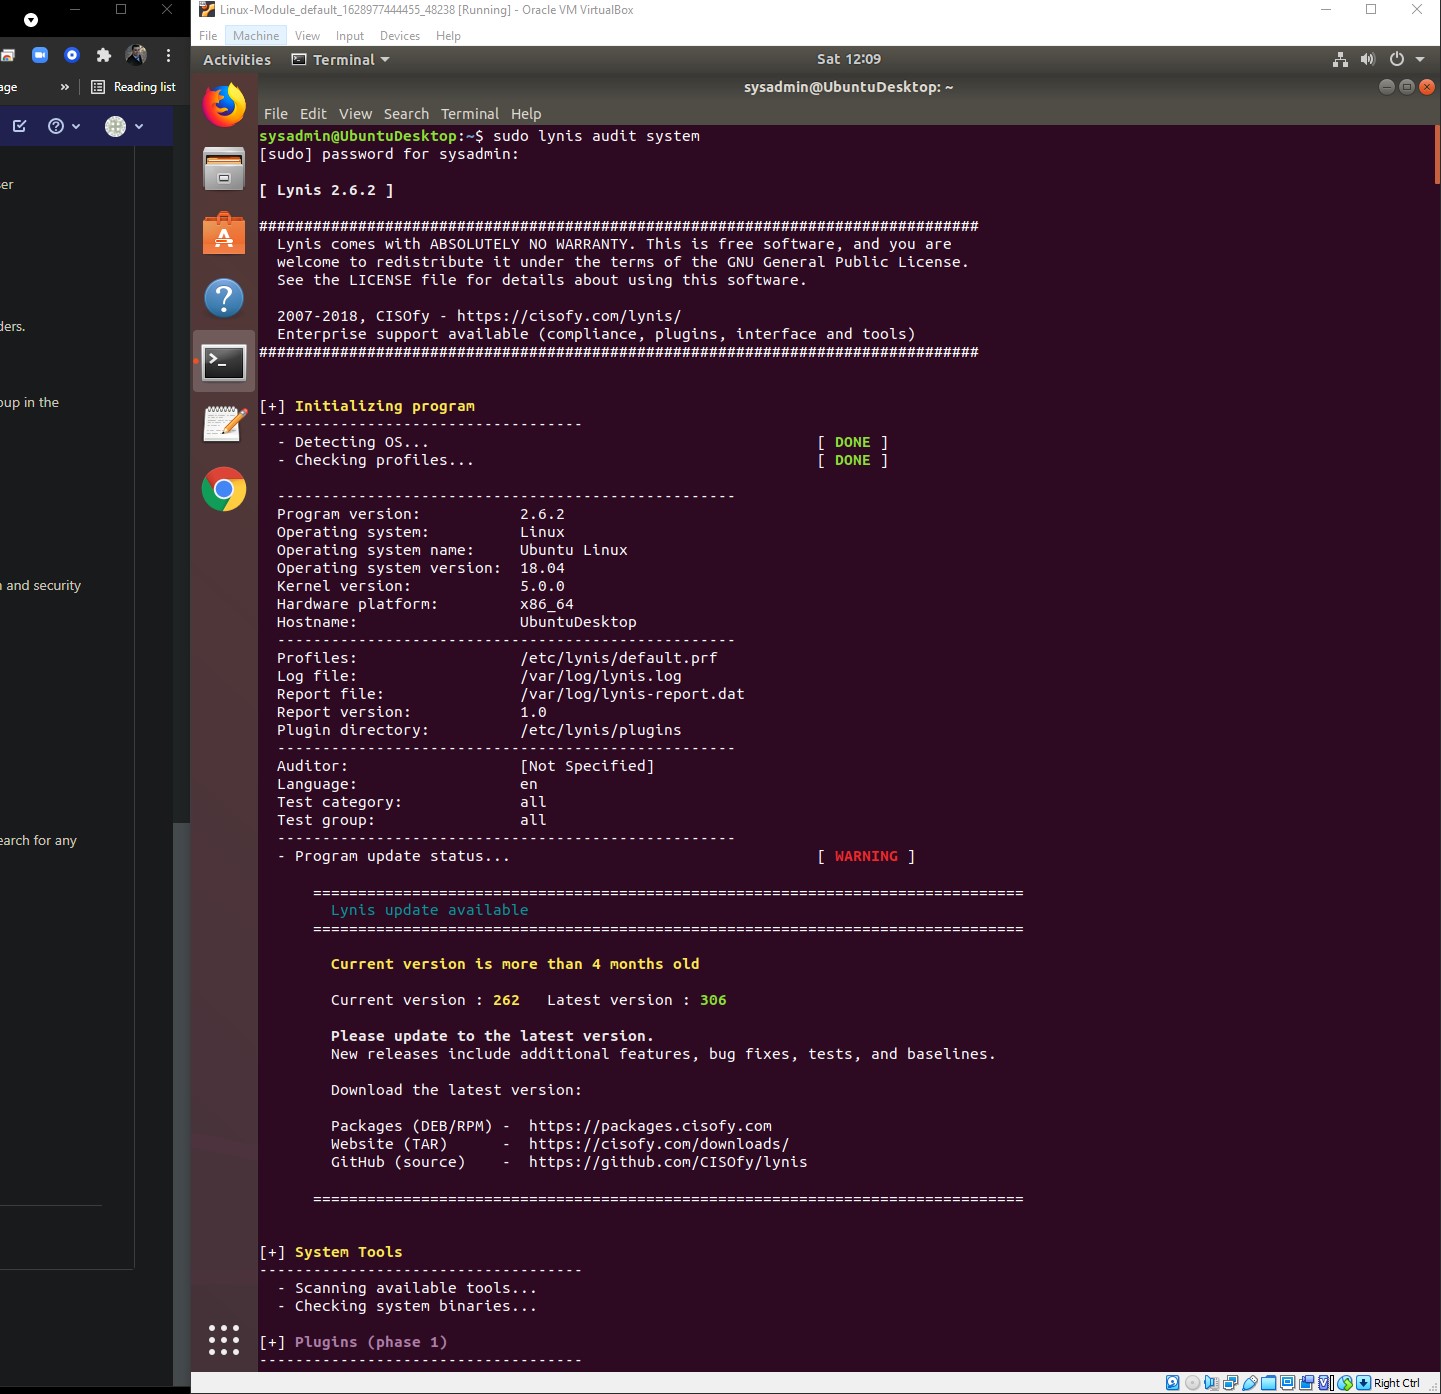 Linux-Module_default_1628977444455_48238 [Running] - Oracle VM VirtualBox
File Machine View Input Devices Help
Activities Terminal Sat 12:09
sysadmin@UbuntuDesktop: ~
File Edit View Search Terminal Help
age » Reading list
ser
ders.
oup in the
n and security
earch for any
sysadmin@UbuntuDesktop:~$ sudo lynis audit system
[sudo] password for sysadmin:
[ Lynis 2.6.2 ]
################################################################################
Lynis comes with ABSOLUTELY NO WARRANTY. This is free software, and you are
welcome to redistribute it under the terms of the GNU General Public License.
See the LICENSE file for details about using this software.
2007-2018, CISOfy - https://cisofy.com/lynis/
Enterprise support available (compliance, plugins, interface and tools)
################################################################################
[+] Initializing program
------------------------------------
- Detecting OS... [ DONE ]
- Checking profiles... [ DONE ]
---------------------------------------------------
Program version: 2.6.2
Operating system: Linux
Operating system name: Ubuntu Linux
Operating system version: 18.04
Kernel version: 5.0.0
Hardware platform: x86_64
Hostname: UbuntuDesktop
---------------------------------------------------
Profiles: /etc/lynis/default.prf
Log file: /var/log/lynis.log
Report file: /var/log/lynis-report.dat
Report version: 1.0
Plugin directory: /etc/lynis/plugins
---------------------------------------------------
Auditor: [Not Specified]
Language: en
Test category: all
Test group: all
---------------------------------------------------
- Program update status... [ WARNING ]
===============================================================================
Lynis update available
===============================================================================
Current version is more than 4 months old
Current version : 262 Latest version : 306
Please update to the latest version.
New releases include additional features, bug fixes, tests, and baselines.
Download the latest version:
Packages (DEB/RPM) - https://packages.cisofy.com
Website (TAR) - https://cisofy.com/downloads/
GitHub (source) - https://github.com/CISOfy/lynis
===============================================================================
[+] System Tools
------------------------------------
- Scanning available tools...
- Checking system binaries...
[+] Plugins (phase 1)
------------------------------------
Right Ctrl